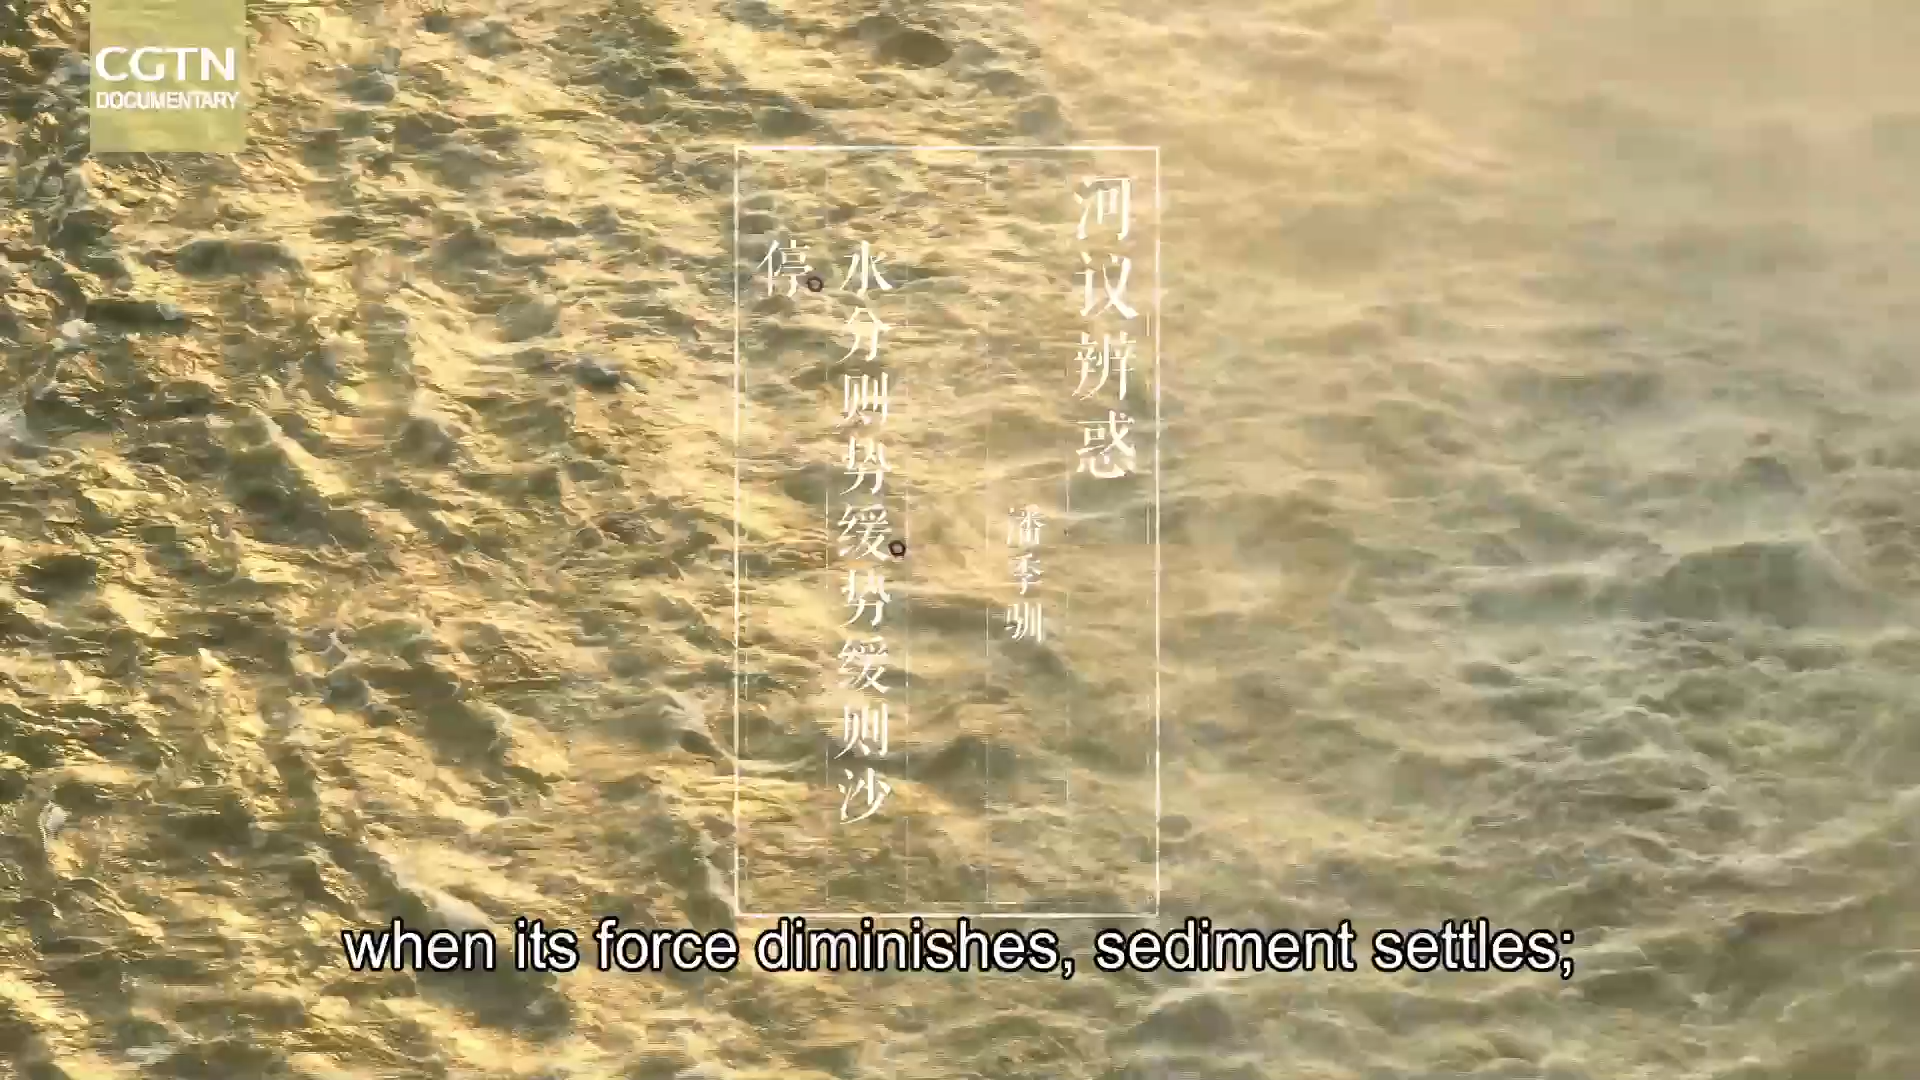 CGTN
DOCUMENTARY
河议辨惑
潘季驯
水分则势缓。势缓则沙
停。
when its force diminishes, sediment settles;